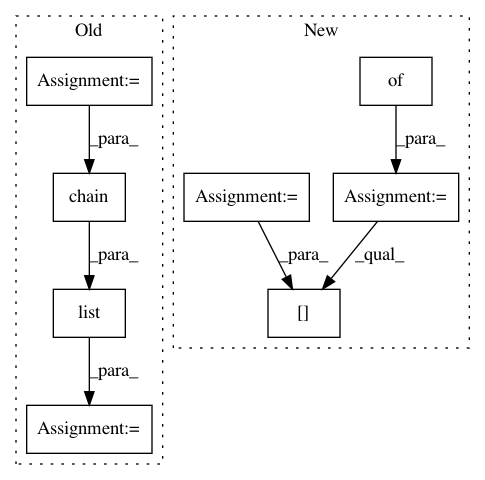 Old
New
Assignment:=
of
_para_
_para_
chain
Assignment:=
Assignment:=
_para_
_para_
_qual_
list
[]
_para_
Assignment:=